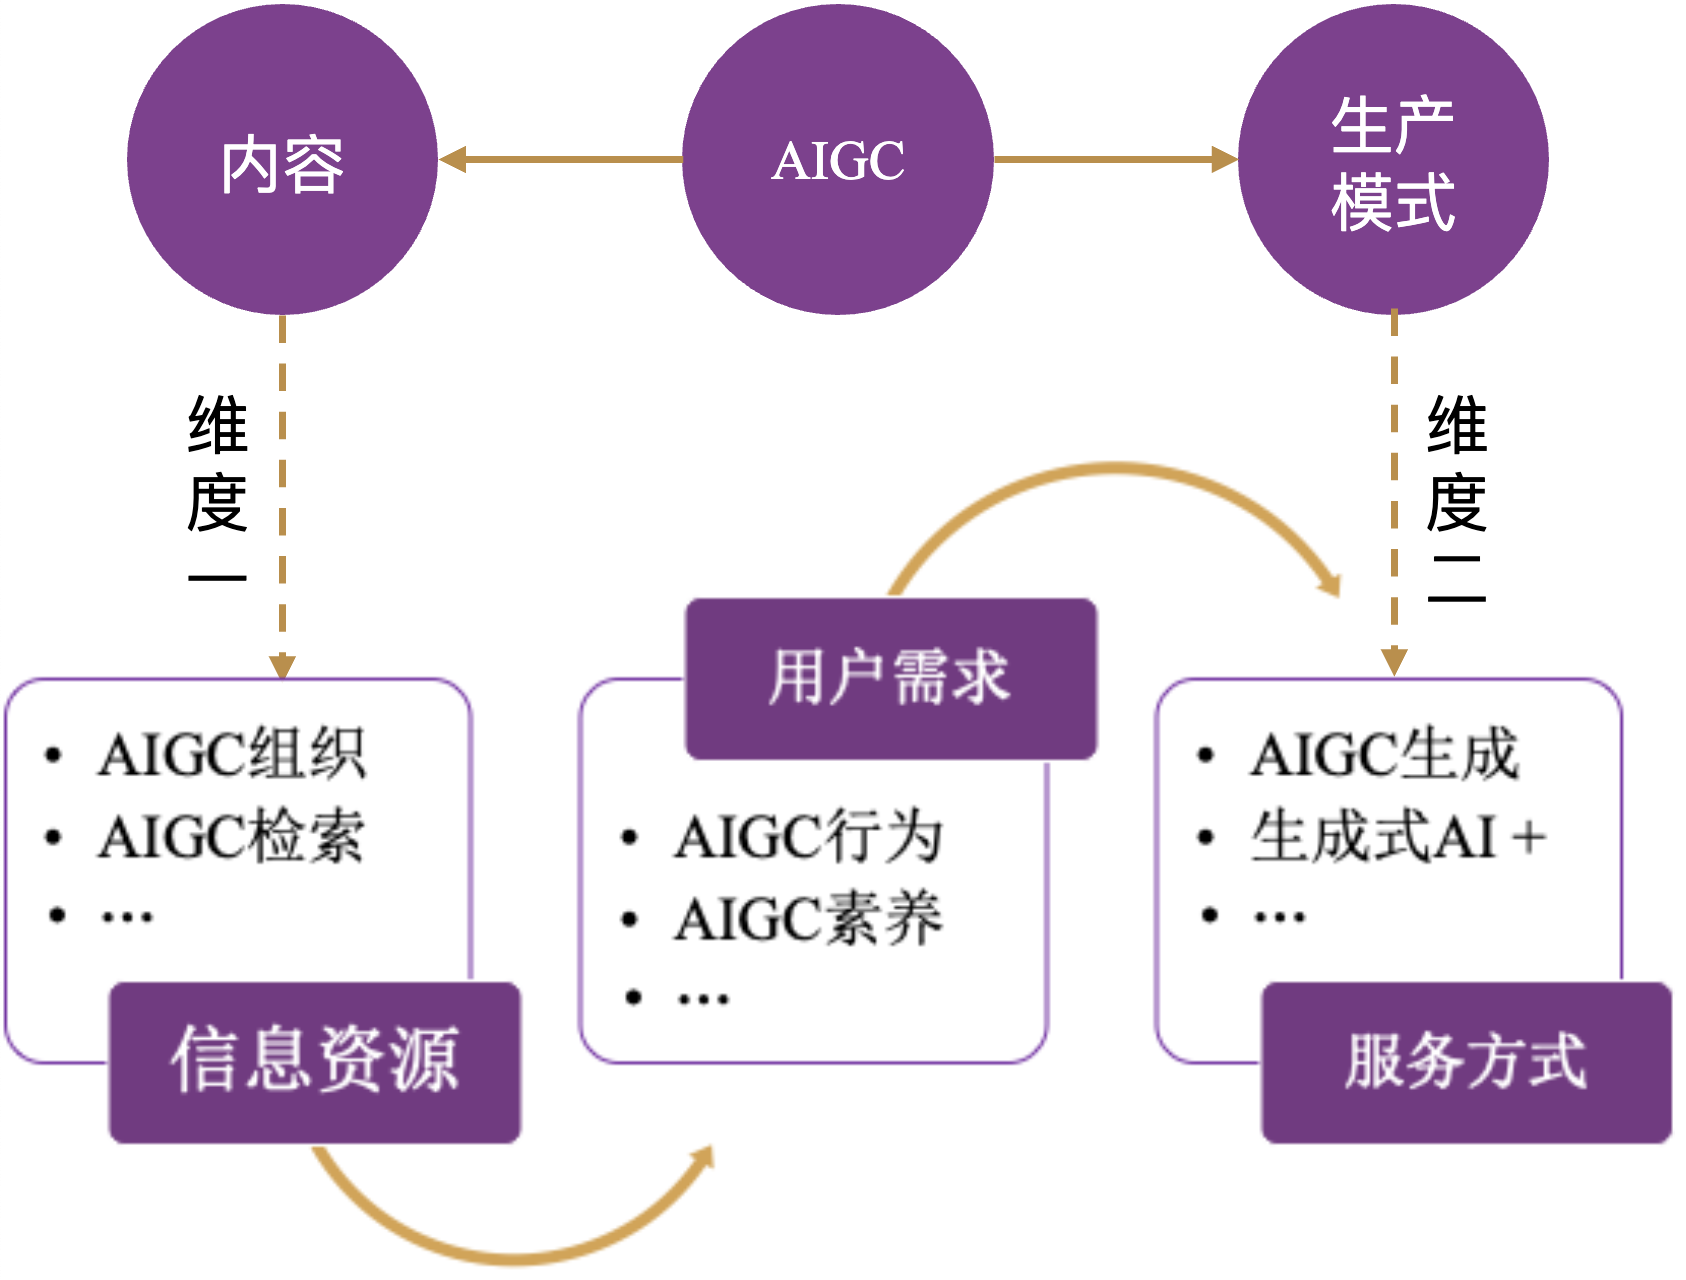 内容
AIGC
生产
模式
维
度
一
维
度
二
• AIGC组织
• AIGC检索
• …
信息资源
用户需求
• AIGC行为
• AIGC素养
• …
• AIGC生成
• 生成式AI＋
• …
服务方式